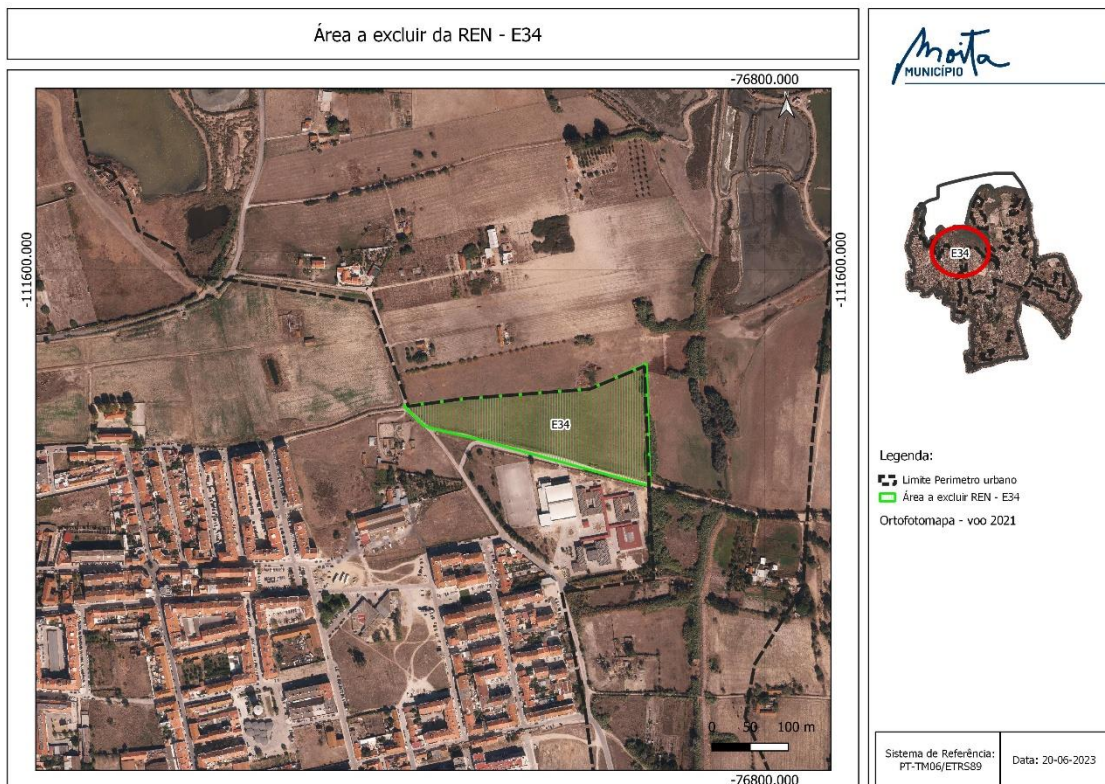 Área a excluir da REN - E34
Moita
MUNICÍPIO
-76800.000
-111600.000
-111600.000
E34
E34
Legenda:
Limite Perimetro urbano
Área a excluir REN - E34
Ortofotomapa - voo 2021
0 50 100 m
-76800.000
Sistema de Referência:
PT-TM06/ETRS89
Data: 20-06-2023